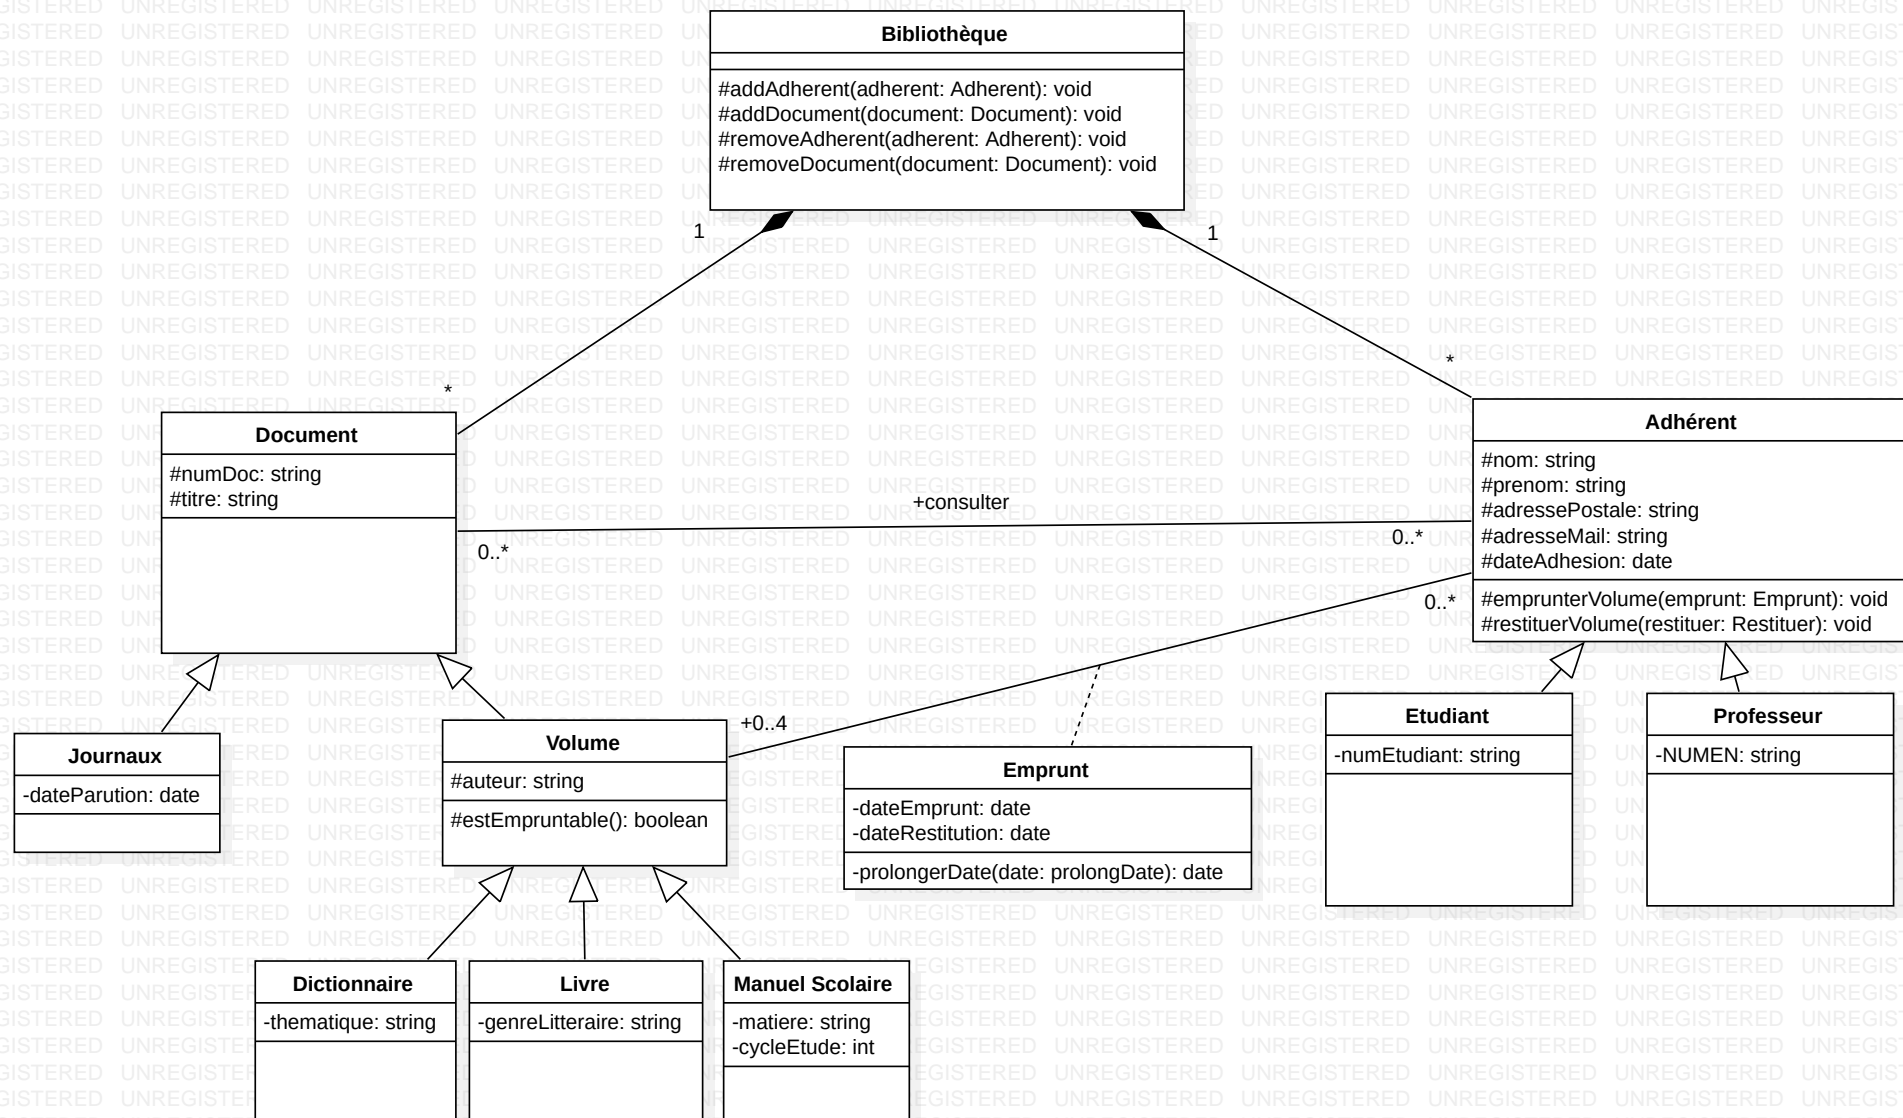 Bibliothèque
#addAdherent(adherent: Adherent): void
#addDocument(document: Document): void
#removeAdherent(adherent: Adherent): void
#removeDocument(document: Document): void
1
1
*
*
Document
#numDoc: string
#titre: string
+consulter
0..*
0..*
Adhérent
#nom: string
#prenom: string
#adressePostale: string
#adresseMail: string
#dateAdhesion: date
#emprunterVolume(emprunt: Emprunt): void
#restituerVolume(restituer: Restituer): void
0..*
+0..4
Journaux
-dateParution: date
Volume
#auteur: string
#estEmpruntable(): boolean
Emprunt
-dateEmprunt: date
-dateRestitution: date
-prolongerDate(date: prolongDate): date
Etudiant
-numEtudiant: string
Professeur
-NUMEN: string
Dictionnaire
-thematique: string
Livre
-genreLitteraire: string
Manuel Scolaire
-matiere: string
-cycleEtude: int
UNREGISTERED